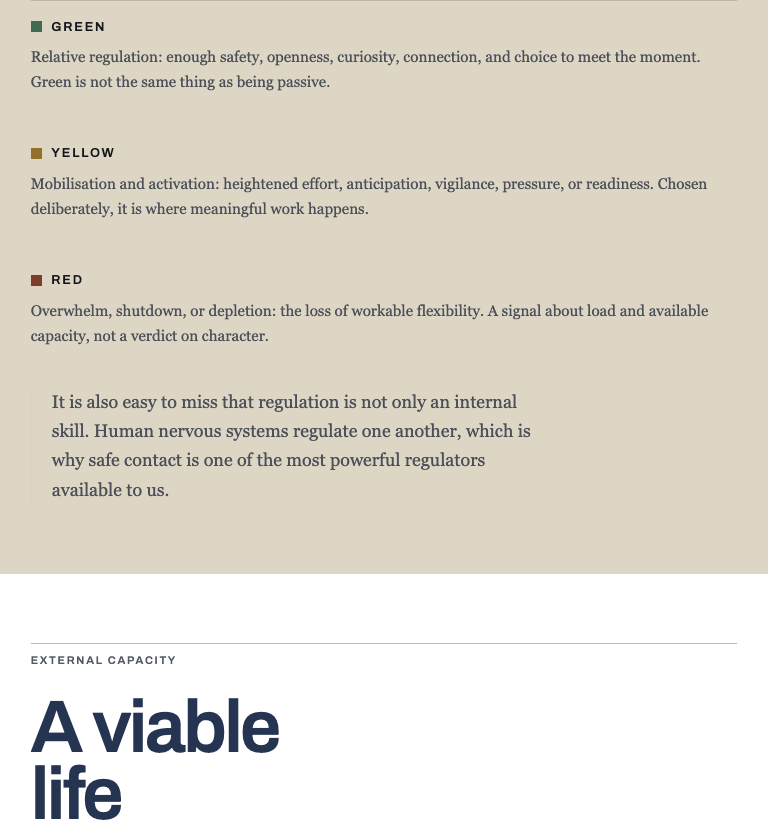 GREEN
Relative regulation: enough safety, openness, curiosity, connection, and choice to meet the moment.
Green is not the same thing as being passive.
YELLOW
Mobilisation and activation: heightened effort, anticipation, vigilance, pressure, or readiness. Chosen
deliberately, it is where meaningful work happens.
RED
Overwhelm, shutdown, or depletion: the loss of workable flexibility. A signal about load and available
capacity, not a verdict on character.
It is also easy to miss that regulation is not only an internal
skill. Human nervous systems regulate one another, which is
why safe contact is one of the most powerful regulators
available to us.
EXTERNAL CAPACITY
A viable
life